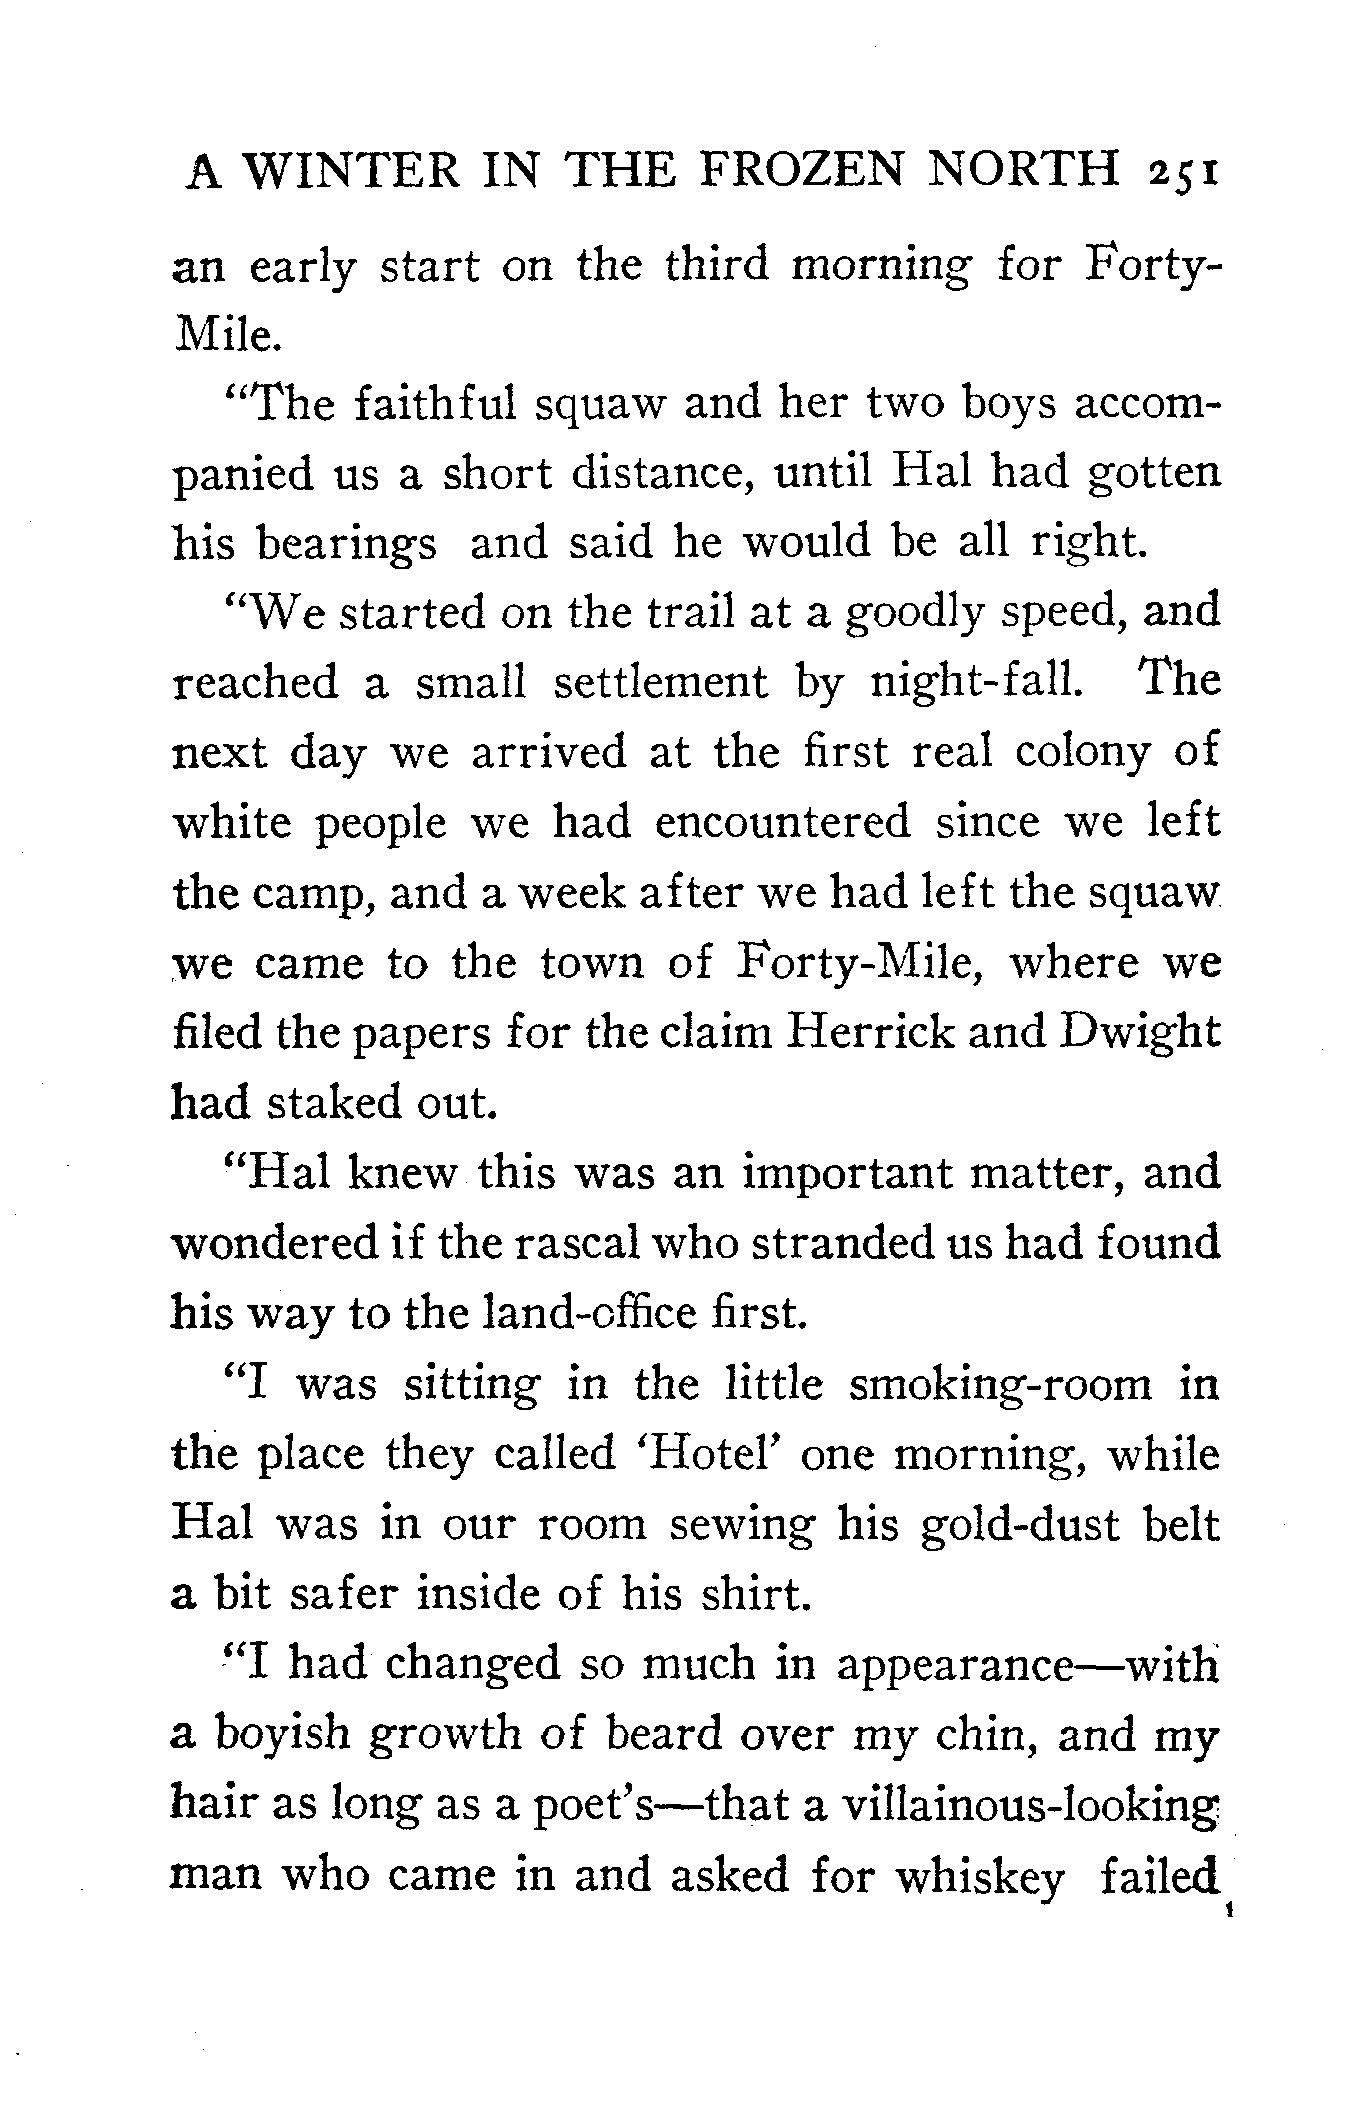 A WINTER IN THE FROZEN NORTH 251
an early start on the third morning for Forty-
Mile.
“The faithful squaw and her two boys accom-
panied us a short distance, until Hal had gotten
his bearings and said he would be all right.
“We started on the trail at a goodly speed, and
reached a small settlement by night-fall. The
next day we arrived at the first real colony of
white people we had encountered since we left
the camp, and a week after we had left the squaw
we came to the town of Forty-Mile, where we
filed the papers for the claim Herrick and Dwight
had staked out.
“Hal knew this was an important matter, and
wondered if the rascal who stranded us had found
his way to the land-office first.
“I was sitting in the little smoking-room in
the place they called ‘Hotel’ one morning, while
Hal was in our room sewing his gold-dust belt
a bit safer inside of his shirt.
“I had changed so much in appearance—with
a boyish growth of beard over my chin, and my
hair as long as a poet’s—that a villainous-looking
man who came in and asked for whiskey failed